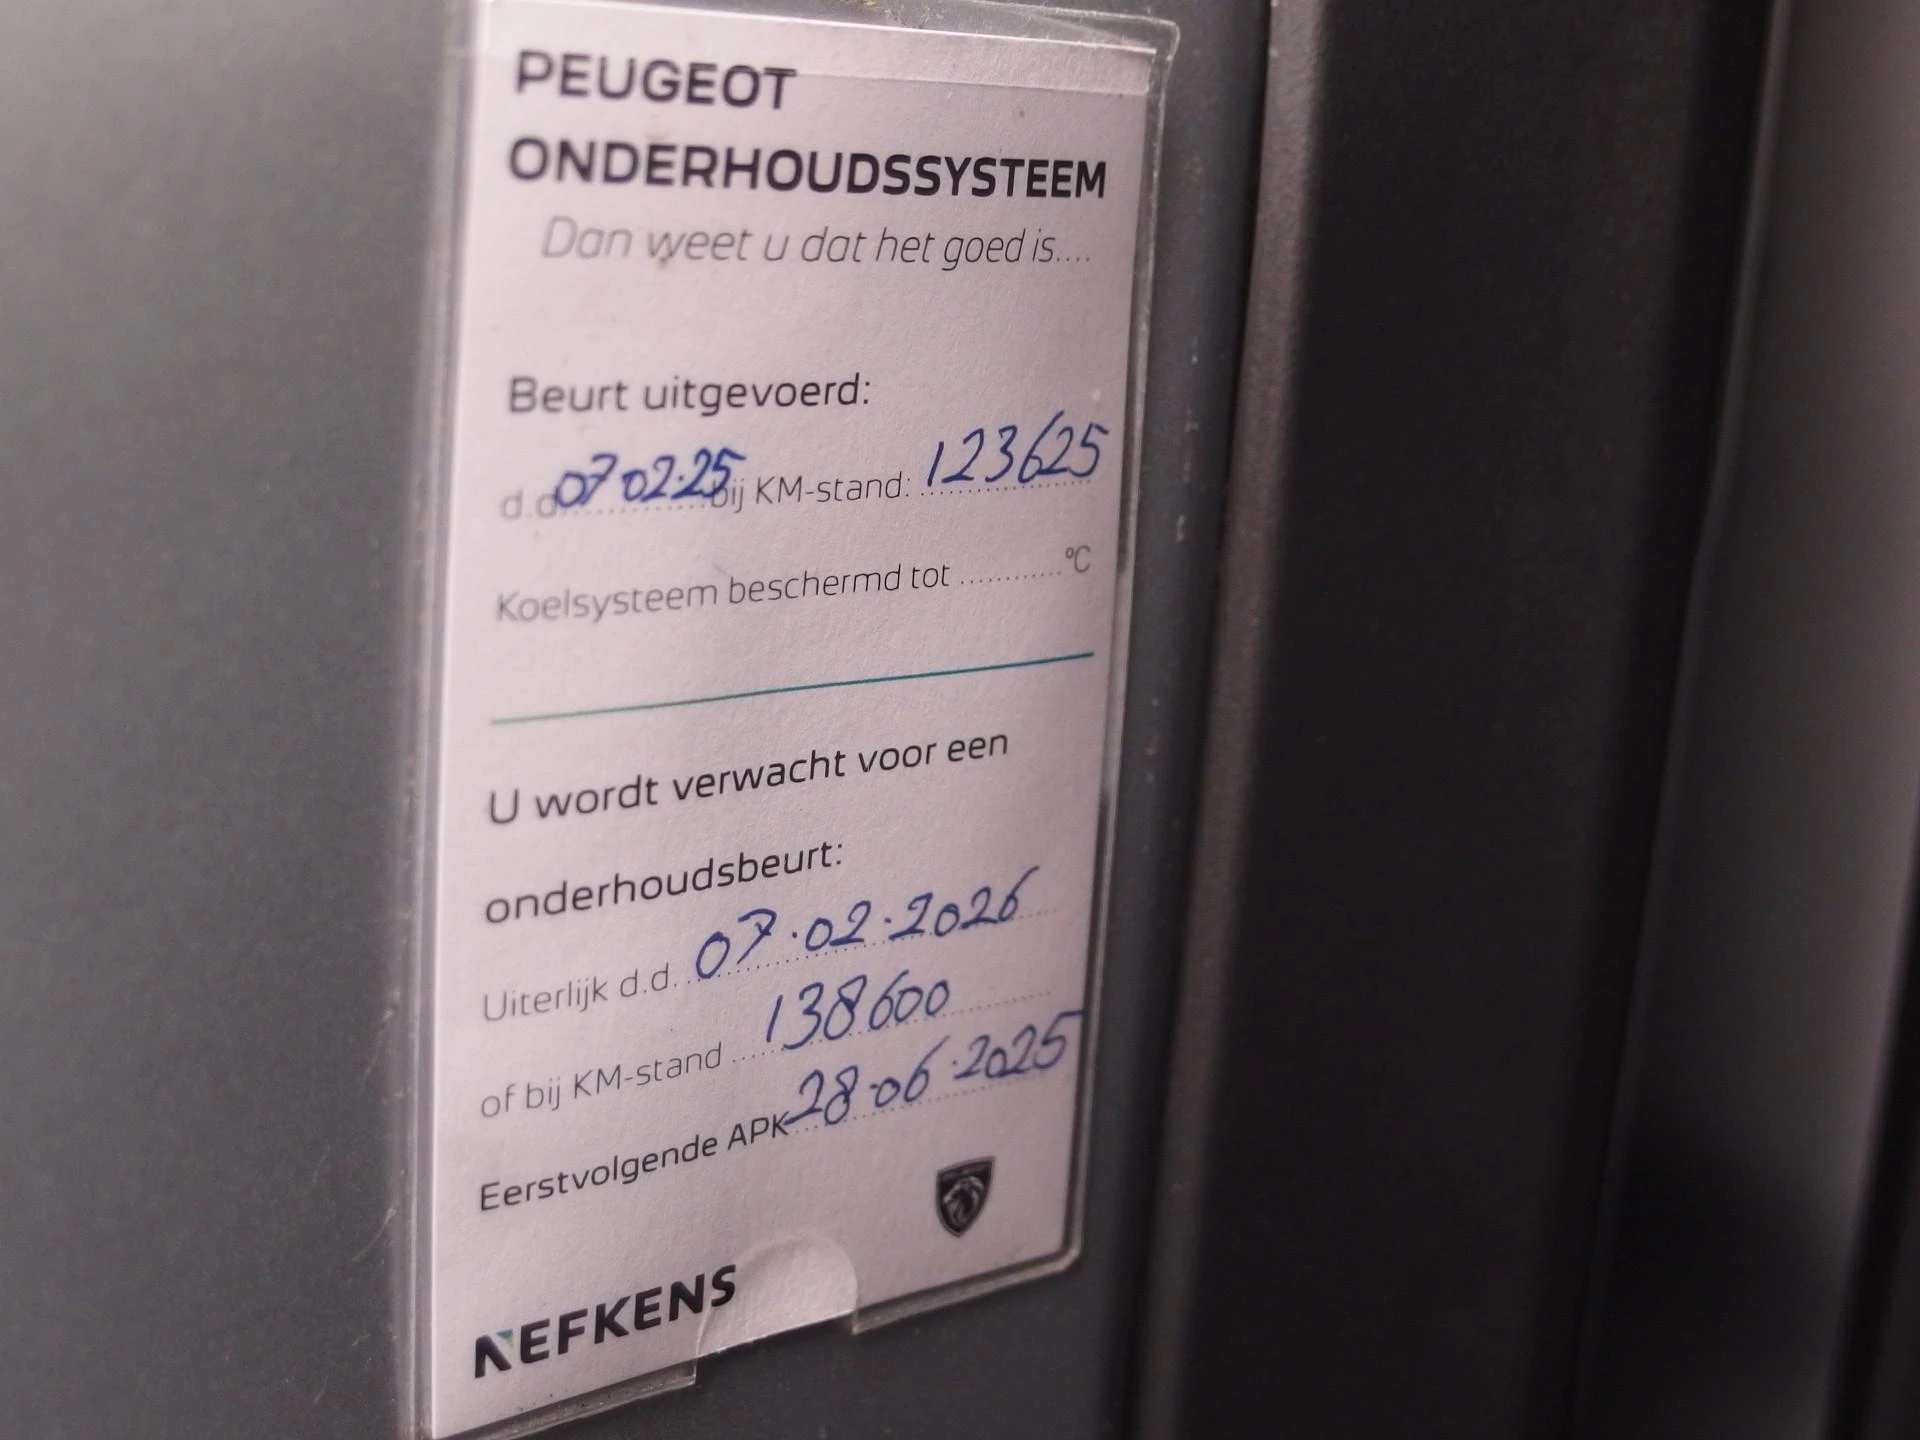 PEUGEOT
ONDERHOUDSSYSTEEM
Dan weet u dat het goed is....
Beurt uitgevoerd:
d.d 07 02.25 bij KM-stand: 123625
Koelsysteem beschermd tot ............°C
U wordt verwacht voor een
onderhoudsbeurt:
Uiterlijk d.d. 07.02.2026
of bij KM-stand 138600
Eerstvolgende APK 28.06.2025
NEFKENS